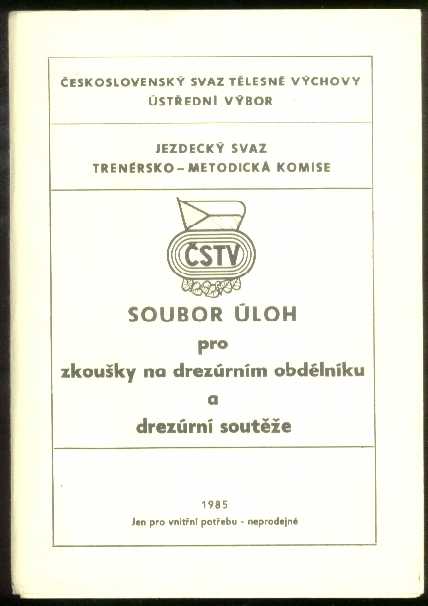 ČESKOSLOVENSKÝ SVAZ TĚLESNÉ VÝCHOVY
ÚSTŘEDNÍ VÝBOR
JEZDECKÝ SVAZ
TRENÉRSKO – METODICKÁ KOMISE
ČSTV
SOUBOR ÚLOH
pro
zkoušky na drezúrním obdélníku
a
drezúrní soutěže
1985
Jen pro vnitřní potřebu - neprodejné